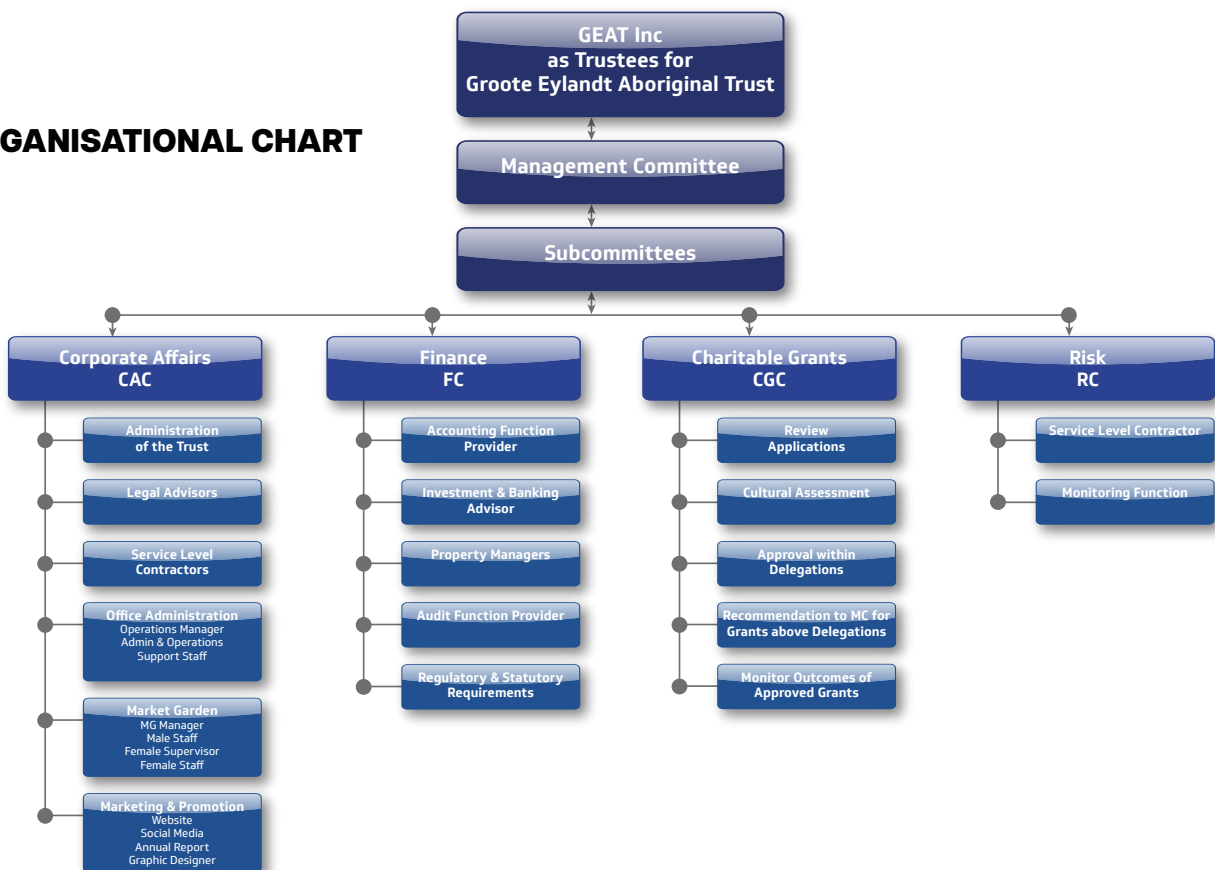 GEAT Inc
as Trustees for
Groote Eylandt Aboriginal Trust
GANISATIONAL CHART
Management Committee
Subcommittees
Corporate Affairs
CAC
Administration
of the Trust
Legal Advisors
Service Level
Contractors
Office Administration
Operations Manager
Admin & Operations
Support Staff
Market Garden
MG Manager
Male Staff
Female Supervisor
Female Staff
Marketing & Promotion
Website
Social Media
Annual Report
Graphic Designer
Finance
FC
Accounting Function
Provider
Investment & Banking
Advisor
Property Managers
Audit Function Provider
Regulatory & Statutory
Requirements
Charitable Grants
CGC
Review
Applications
Cultural Assessment
Approval within
Delegations
Recommendation to MC for
Grants above Delegations
Monitor Outcomes of
Approved Grants
Risk
RC
Service Level Contractor
Monitoring Function